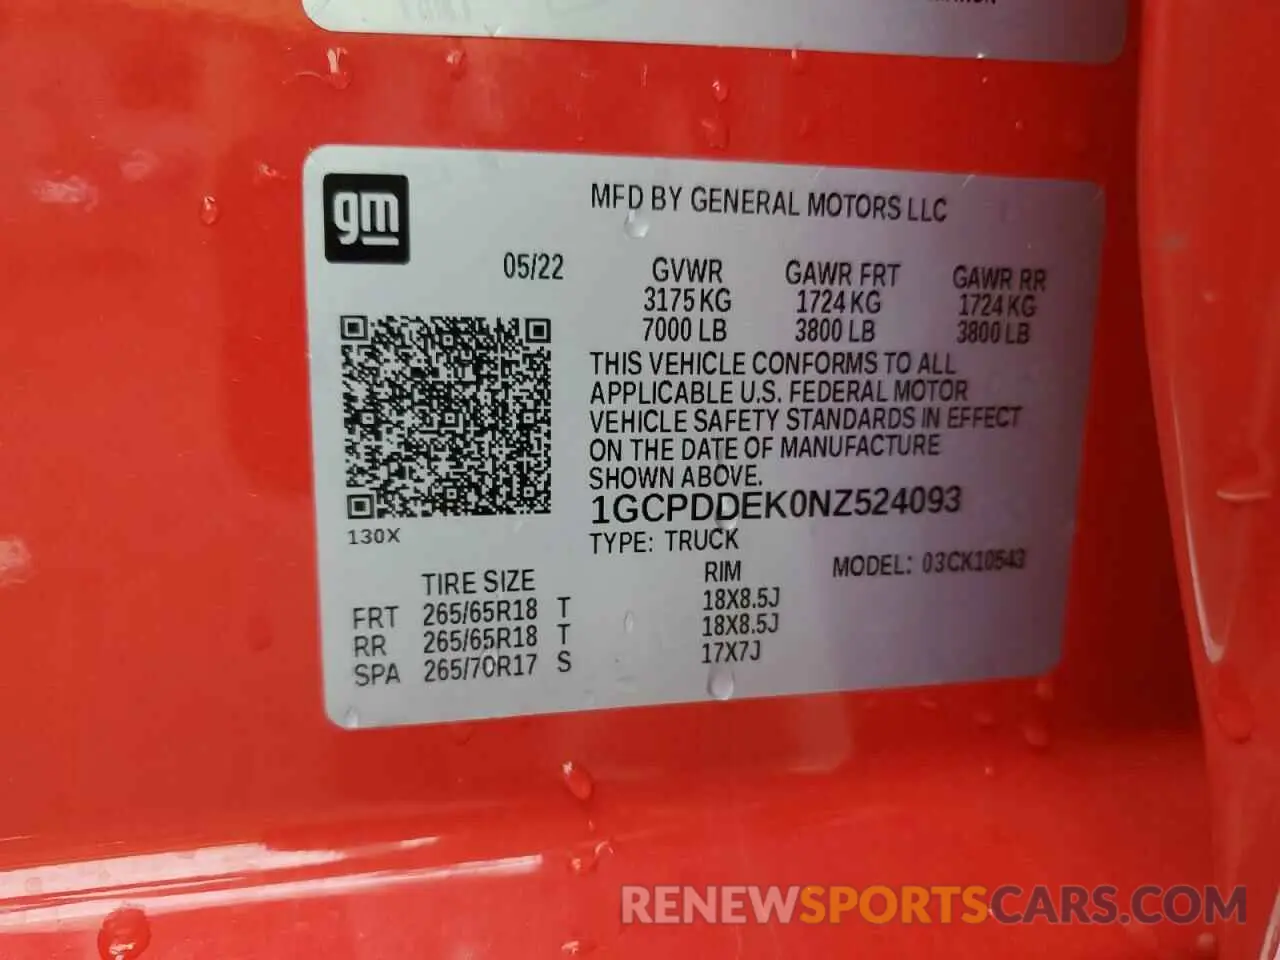 gm
MFD BY GENERAL MOTORS LLC
05/22
GVWR GAWR FRT GAWR RR
3175 KG 1724 KG 1724 KG
7000 LB 3800 LB 3800 LB
THIS VEHICLE CONFORMS TO ALL
APPLICABLE U.S. FEDERAL MOTOR
VEHICLE SAFETY STANDARDS IN EFFECT
ON THE DATE OF MANUFACTURE
SHOWN ABOVE.
1GCPDDEK0NZ524093
130X
TYPE: TRUCK
MODEL: 03CK10543
TIRE SIZE RIM
FRT 265/65R18 T 18X8.5J
RR 265/65R18 T 18X8.5J
SPA 265/70R17 S 17X7J
RENEWSPORTSCARS.COM